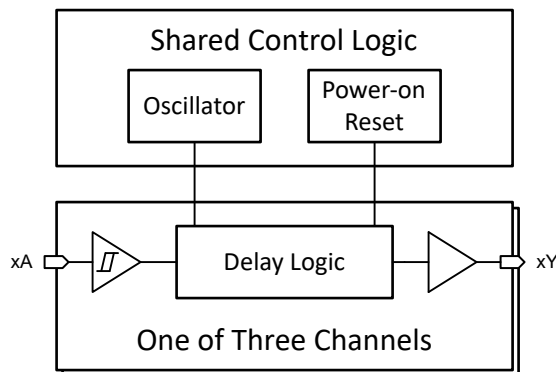 Shared Control Logic
Oscillator
Power-on
Reset
xA
Delay Logic
xY
One of Three Channels